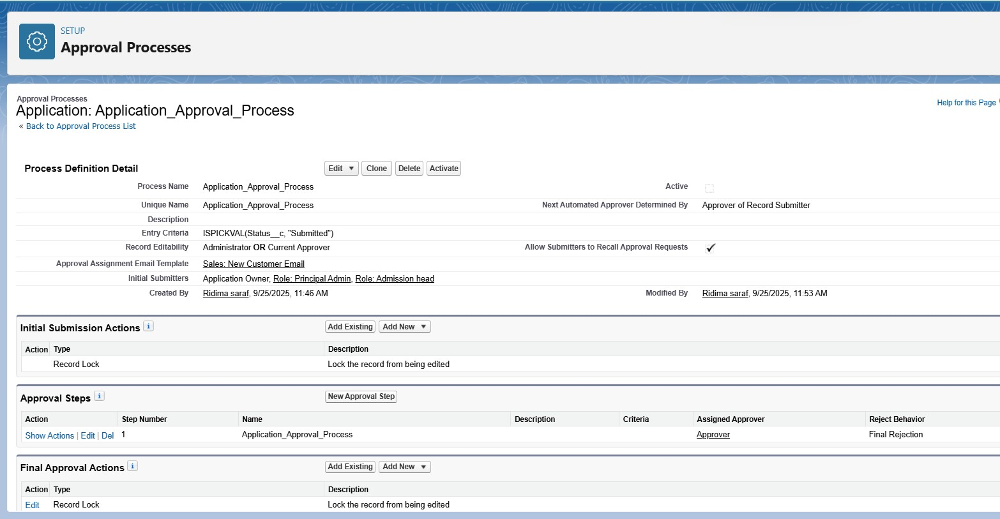 SETUP
Approval Processes
Approval Processes
Application: Application_Approval_Process
« Back to Approval Process List
Help for this Page
Process Definition Detail
Edit ▼ Clone Delete Activate
Process Name Application_Approval_Process Active
Unique Name Application_Approval_Process Next Automated Approver Determined By Approver of Record Submitter
Description
Entry Criteria ISPICKVAL(Status__c, "Submitted")
Record Editability Administrator OR Current Approver Allow Submitters to Recall Approval Requests ✓
Approval Assignment Email Template Sales: New Customer Email
Initial Submitters Application Owner, Role: Principal Admin, Role: Admission head
Created By Ridima saraf, 9/25/2025, 11:46 AM Modified By Ridima saraf, 9/25/2025, 11:53 AM
Initial Submission Actions i Add Existing Add New ▼
Action Type Description
Record Lock Lock the record from being edited
Approval Steps i New Approval Step
Action Step Number Name Description Criteria Assigned Approver Reject Behavior
Show Actions | Edit | Del 1 Application_Approval_Process Approver Final Rejection
Final Approval Actions i Add Existing Add New ▼
Action Type Description
Edit Record Lock Lock the record from being edited